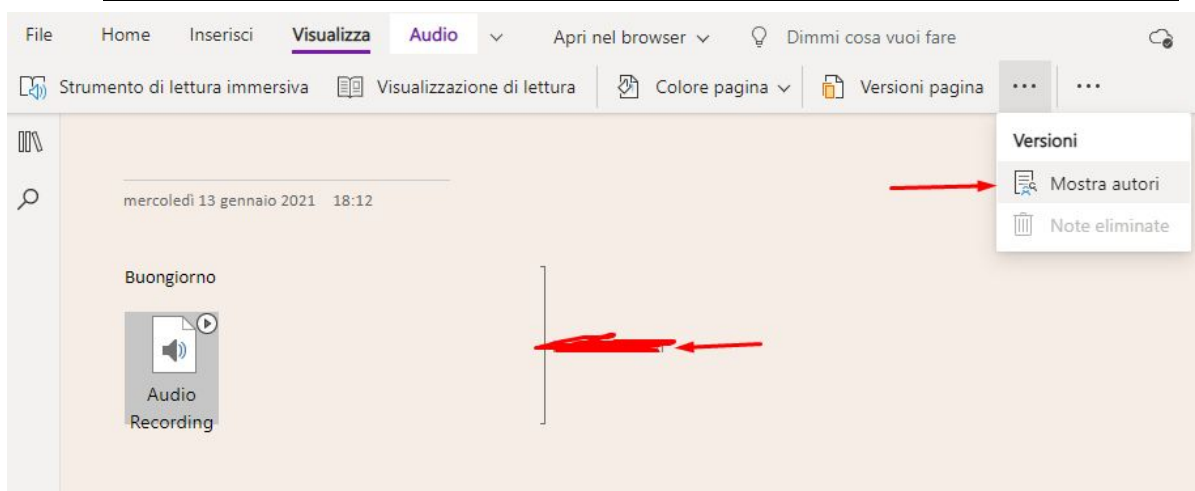 File Home Inserisci Visualizza Audio Apri nel browser Dimmi cosa vuoi fare
Strumento di lettura immersiva Visualizzazione di lettura Colore pagina Versioni pagina ... ...
Versioni
Mostra autori
Note eliminate
mercoledì 13 gennaio 2021 18:12
Buongiorno
Audio
Recording